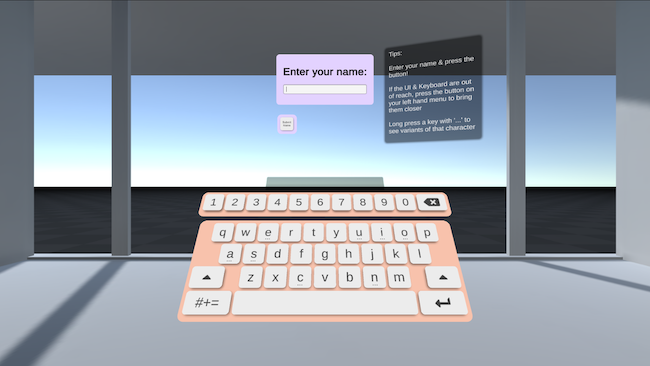 Enter your name:
Tips:
Enter your name & press the
button!
If the UI & Keyboard are out
of reach, press the button on
your left hand menu to bring
them closer
Long press a key with '...' to
see variants of that character
1 2 3 4 5 6 7 8 9 0
q w e r t y u i o p
a s d f g h j k l
z x c v b n m
#+=